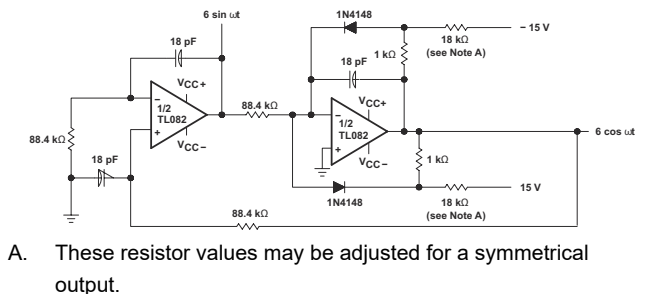 6 sin ωt
1N4148
– 15 V
18 pF
1 kΩ
18 kΩ
(see Note A)
18 pF
VCC+
VCC+
1/2
TL082
88.4 kΩ
1/2
TL082
6 cos ωt
88.4 kΩ
VCC–
VCC–
18 pF
1 kΩ
1N4148
15 V
88.4 kΩ
18 kΩ
(see Note A)
A. These resistor values may be adjusted for a symmetrical
output.